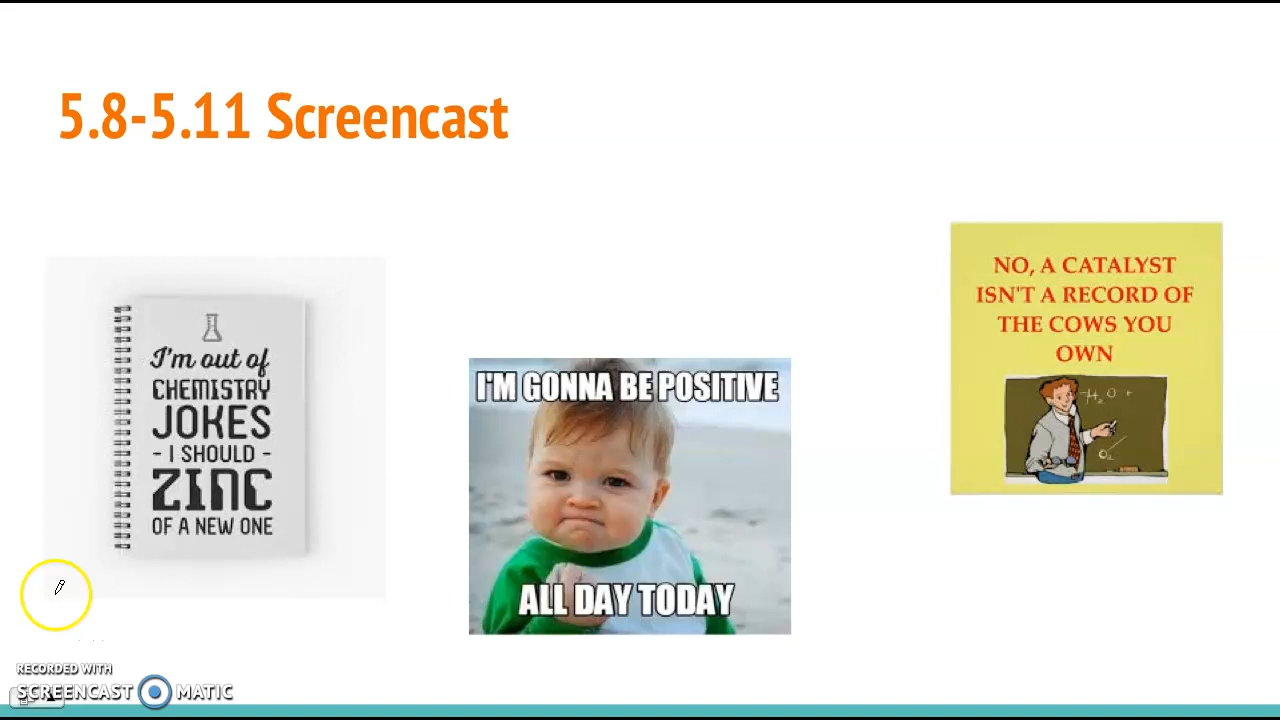 5.8-5.11 Screencast
I'm out of
CHEMISTRY
JOKES
- I SHOULD -
ZINC
OF A NEW ONE
I'M GONNA BE POSITIVE
ALL DAY TODAY
NO, A CATALYST
ISN'T A RECORD OF
THE COWS YOU
OWN
RECORDED WITH
SCREENCAST MATIC